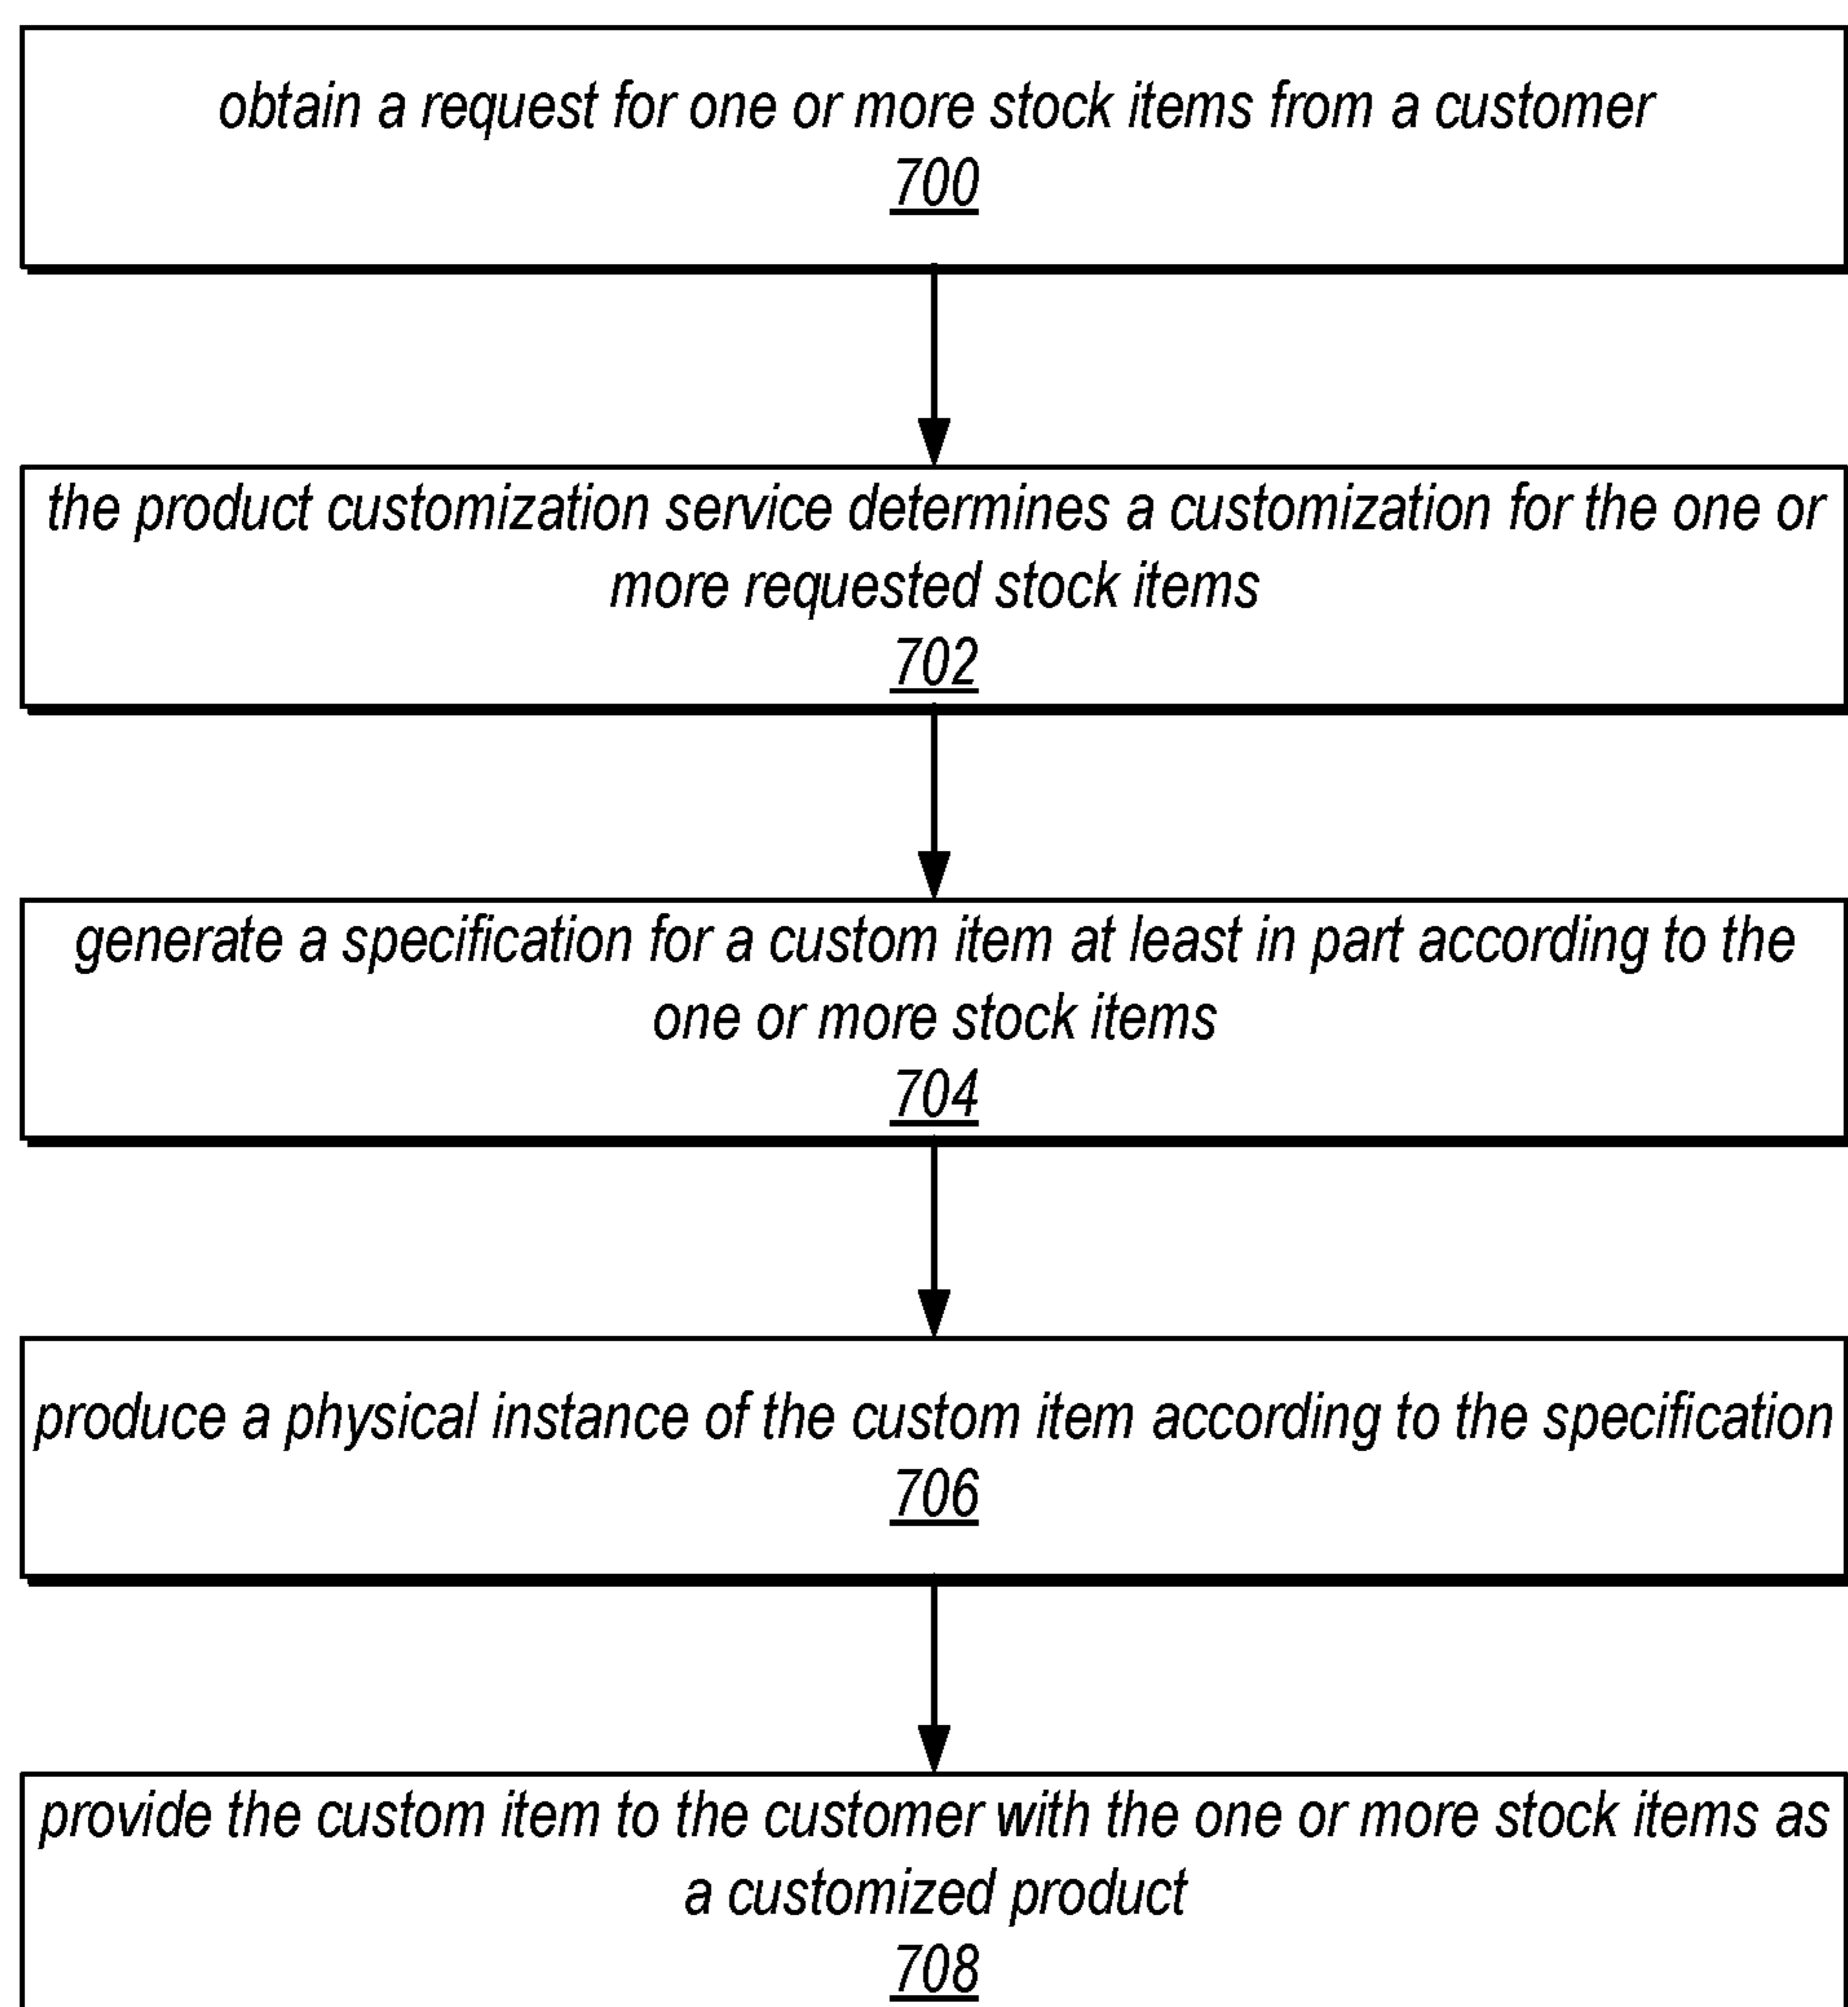 obtain a request for one or more stock items from a customer
700
the product customization service determines a customization for the one or
more requested stock items
702
generate a specification for a custom item at least in part according to the
one or more stock items
704
produce a physical instance of the custom item according to the specification
706
provide the custom item to the customer with the one or more stock items as
a customized product
708